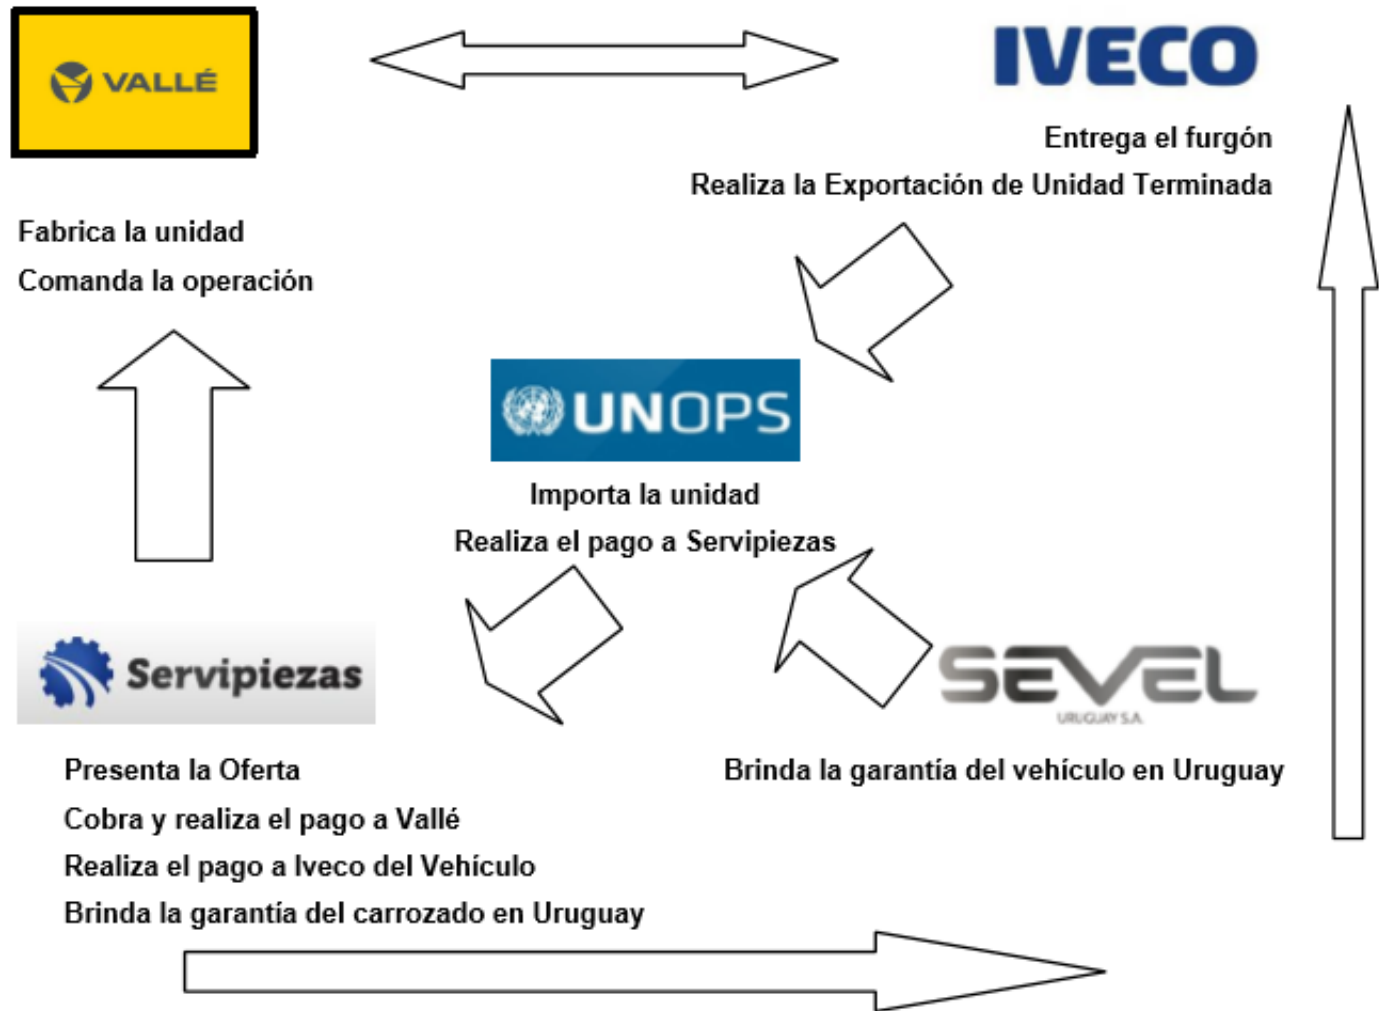 VALLÉ
IVECO
Entrega el furgón
Realiza la Exportación de Unidad Terminada
Fabrica la unidad
Comanda la operación
UNOPS
Importa la unidad
Realiza el pago a Servipiezas
Servipiezas
SEVEL
URUGUAY S.A.
Presenta la Oferta
Cobra y realiza el pago a Vallé
Realiza el pago a Iveco del Vehículo
Brinda la garantía del carrozado en Uruguay
Brinda la garantía del vehículo en Uruguay